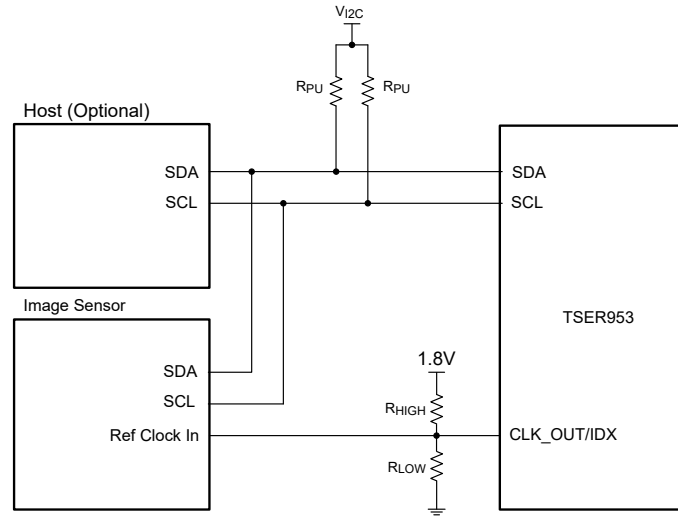 VI2C
RPU
RPU
Host (Optional)
SDA
SCL
SDA
SCL
Image Sensor
TSER953
SDA
SCL
Ref Clock In
1.8V
RHIGH
CLK_OUT/IDX
RLOW